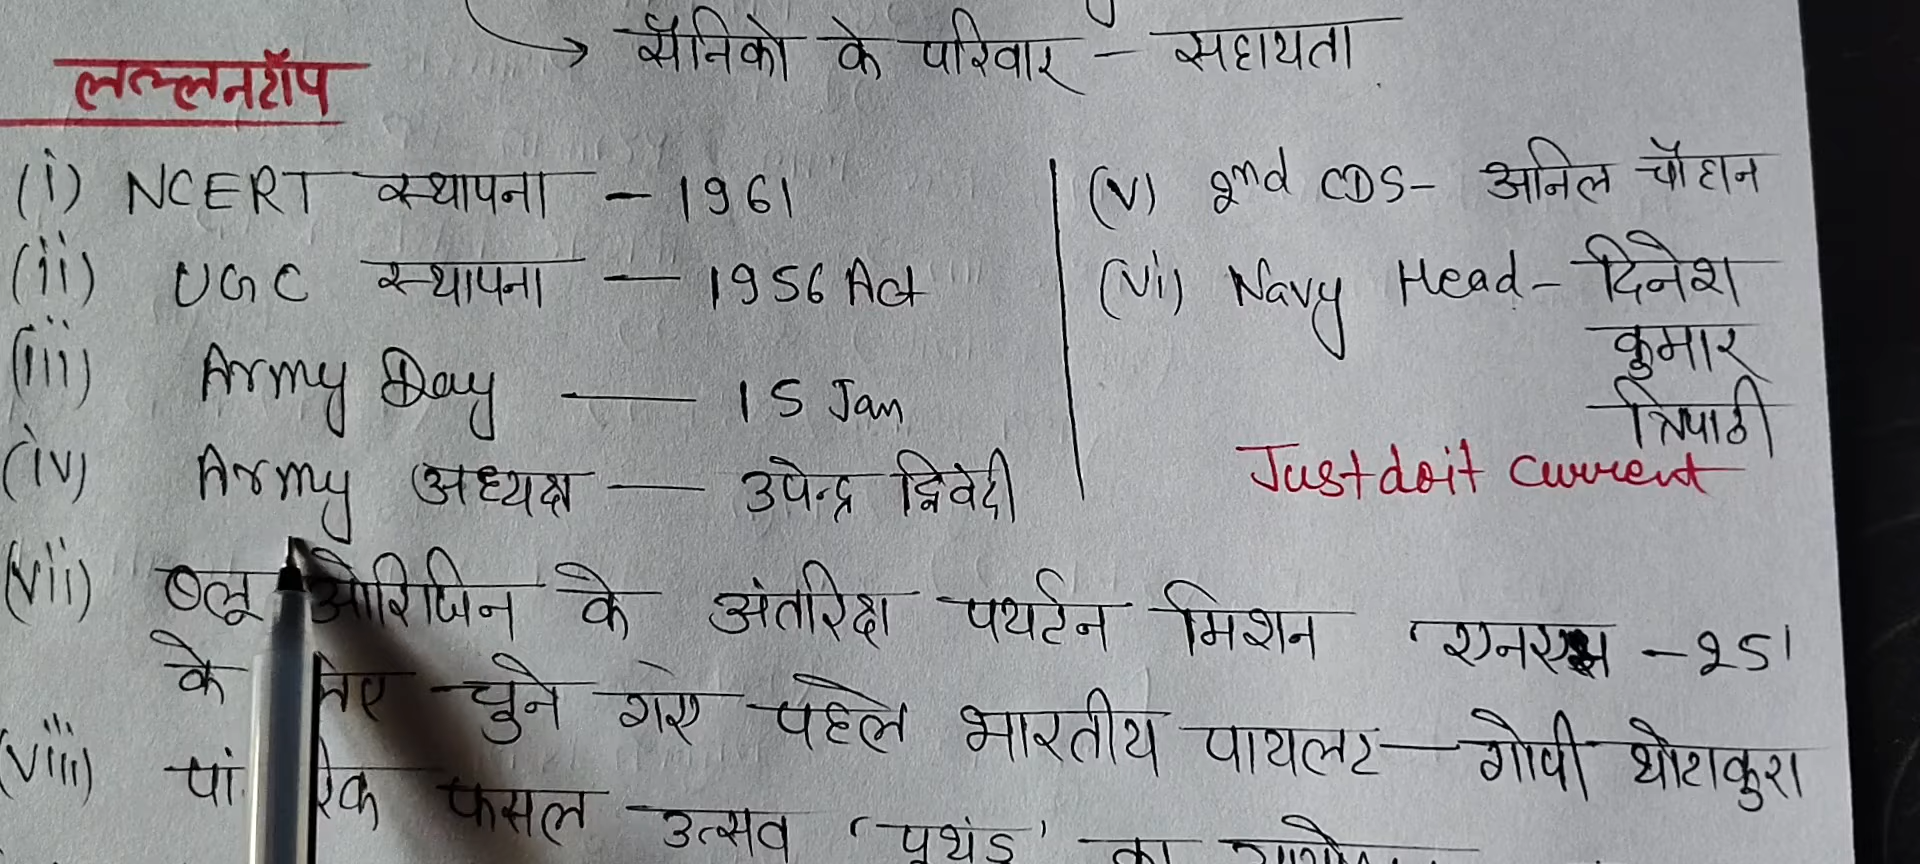 → सैनिको के परिवार – सहायता
लल्लनटॉप
(i) NCERT स्थापना – 1961
(ii) UGC स्थापना — 1956 Act
(iii) Army Day — 15 Jan
(iv) Army अध्यक्ष — उपेन्द्र द्विवेदी
(v) 2nd CDS – अनिल चौहान
(vi) Navy Head – दिनेश
कुमार
त्रिपाठी
Justdoit current
(vii) ब्लू ओरिजिन के अंतरिक्ष पर्यटन मिशन 'एनएस – 25'
के लिए चुने गए पहले भारतीय पायलट – गोपी थोटाकुरा
(viii) फसल उत्सव 'पूथंड' का